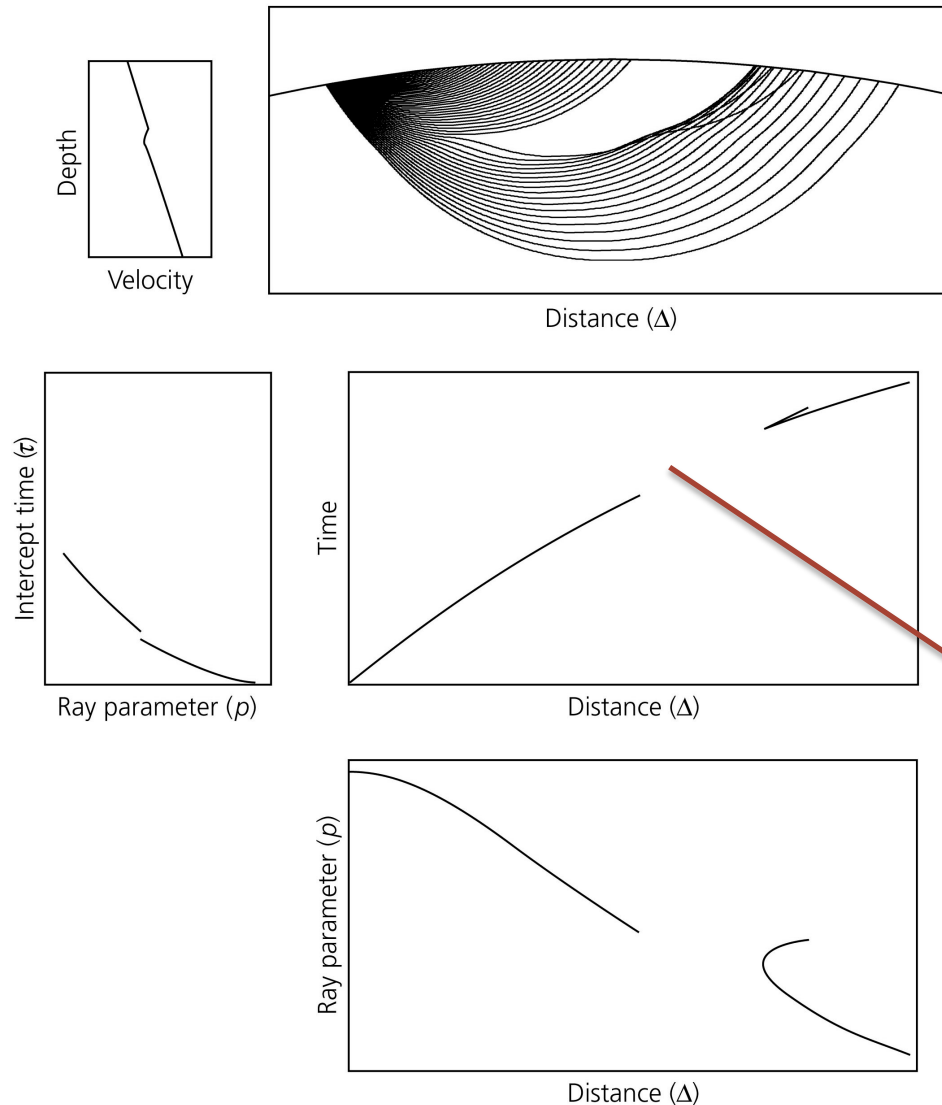 Depth
Velocity
Distance (Δ)
Intercept time (τ)
Ray parameter (p)
Time
Distance (Δ)
Ray parameter (p)
Distance (Δ)